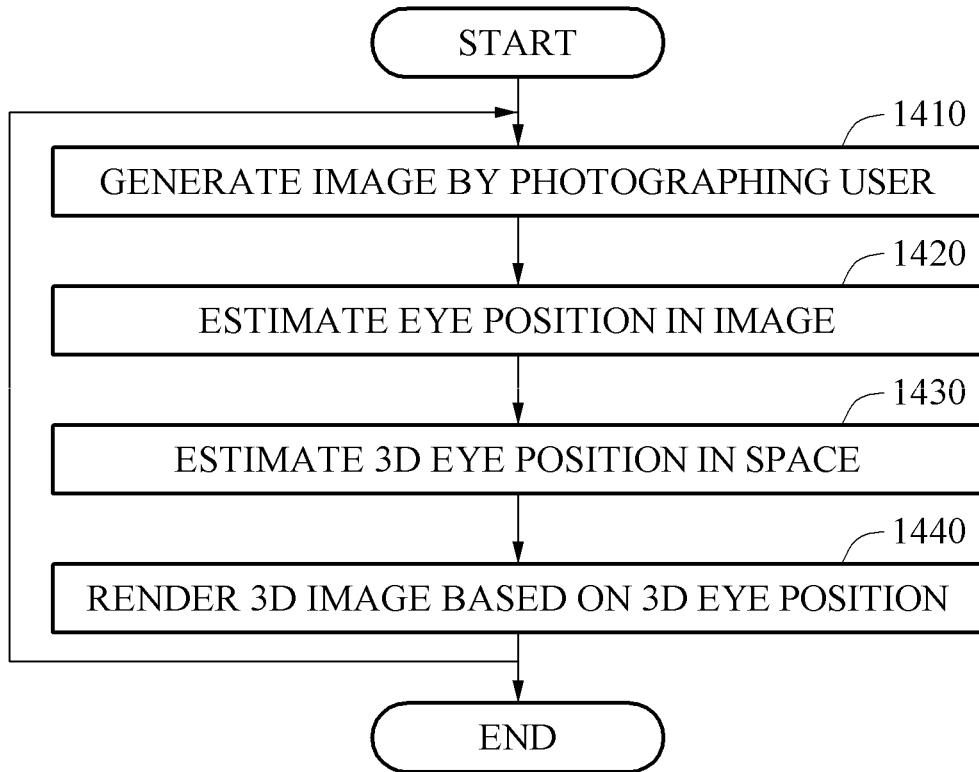 START
1410
GENERATE IMAGE BY PHOTOGRAPHING USER
1420
ESTIMATE EYE POSITION IN IMAGE
1430
ESTIMATE 3D EYE POSITION IN SPACE
1440
RENDER 3D IMAGE BASED ON 3D EYE POSITION
END